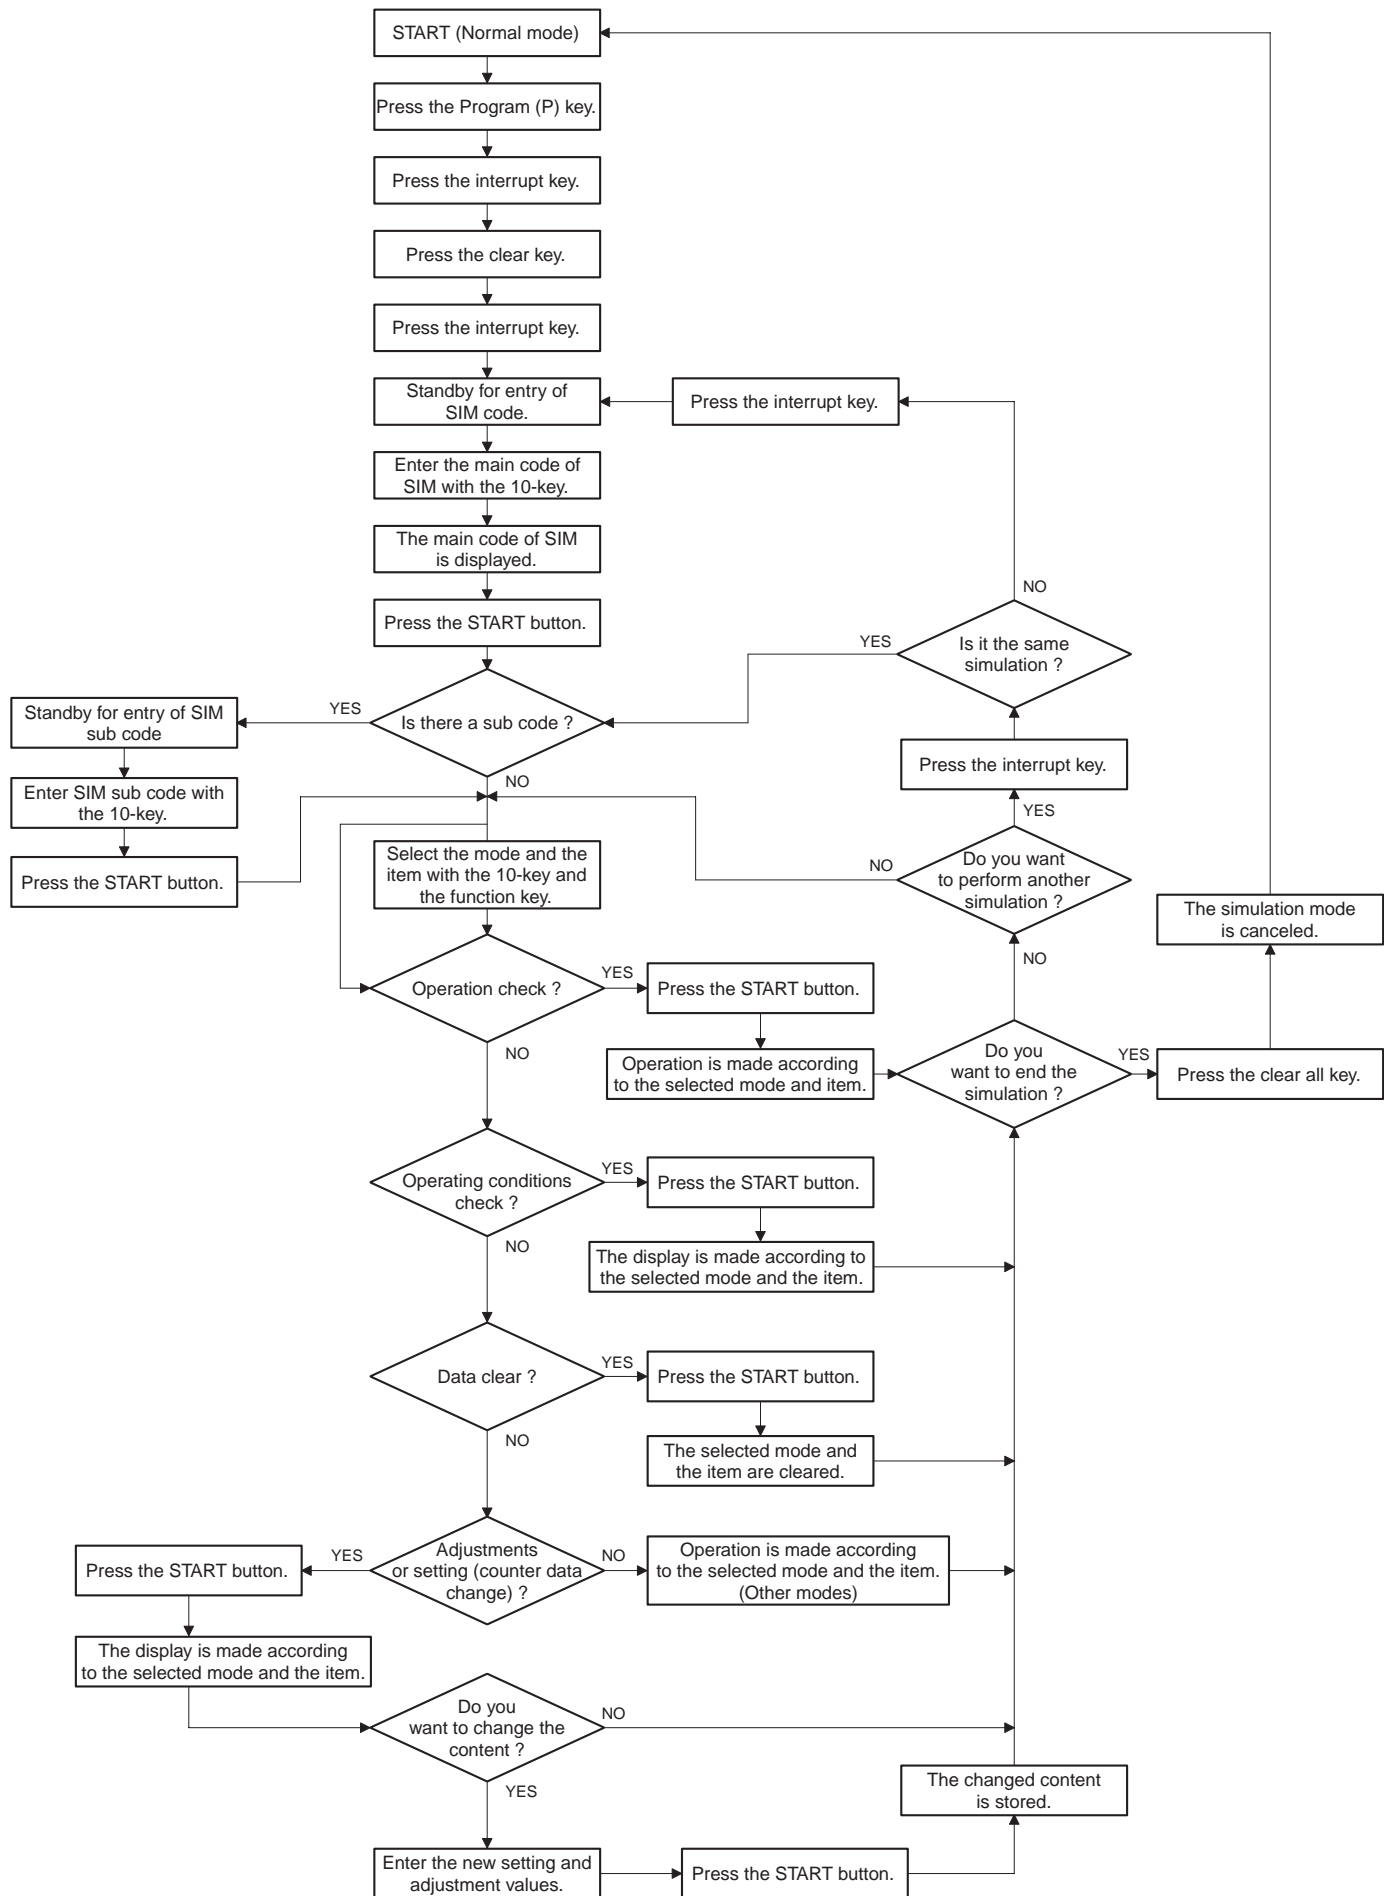 START (Normal mode)
Press the Program (P) key.
Press the interrupt key.
Press the clear key.
Press the interrupt key.
Standby for entry of
SIM code.
Press the interrupt key.
Enter the main code of
SIM with the 10-key.
The main code of SIM
is displayed.
NO
Press the START button.
YES
Is it the same
simulation ?
Standby for entry of SIM
sub code
YES
Is there a sub code ?
Press the interrupt key.
NO
Enter SIM sub code with
the 10-key.
YES
Press the START button.
Select the mode and the
item with the 10-key and
the function key.
NO
Do you want
to perform another
simulation ?
The simulation mode
is canceled.
NO
Operation check ?
YES
Press the START button.
NO
Operation is made according
to the selected mode and item.
Do you
want to end the
simulation ?
YES
Press the clear all key.
Operating conditions
check ?
YES
Press the START button.
NO
The display is made according to
the selected mode and the item.
Data clear ?
YES
Press the START button.
NO
The selected mode and
the item are cleared.
Press the START button.
YES
Adjustments
or setting (counter data
change) ?
NO
Operation is made according
to the selected mode and the item.
(Other modes)
The display is made according
to the selected mode and the item.
Do you
want to change the
content ?
NO
YES
The changed content
is stored.
Enter the new setting and
adjustment values.
Press the START button.